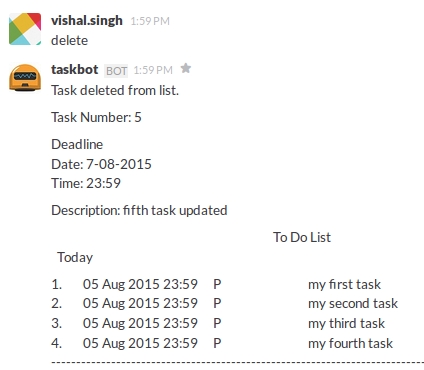 vishal.singh 1:59 PM
delete
taskbot BOT 1:59 PM
Task deleted from list.
Task Number: 5
Deadline
Date: 7-08-2015
Time: 23:59
Description: fifth task updated
To Do List
Today
1. 05 Aug 2015 23:59 P my first task
2. 05 Aug 2015 23:59 P my second task
3. 05 Aug 2015 23:59 P my third task
4. 05 Aug 2015 23:59 P my fourth task